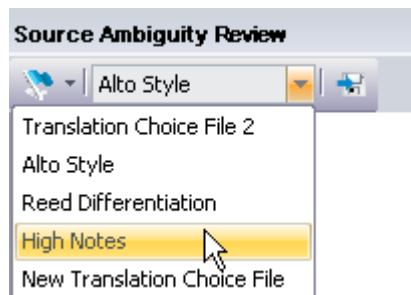 Source Ambiguity Review
Alto Style
Translation Choice File 2
Alto Style
Reed Differentiation
High Notes
New Translation Choice File